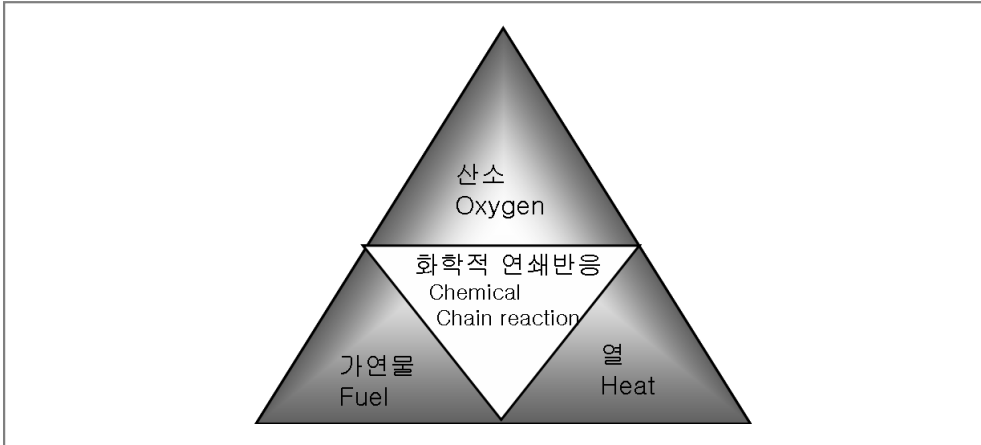 산소
Oxygen
화학적 연쇄반응
Chemical
Chain reaction
가연물
Fuel
열
Heat